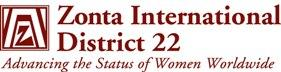 Zonta International
District 22
Advancing the Status of Women Worldwide